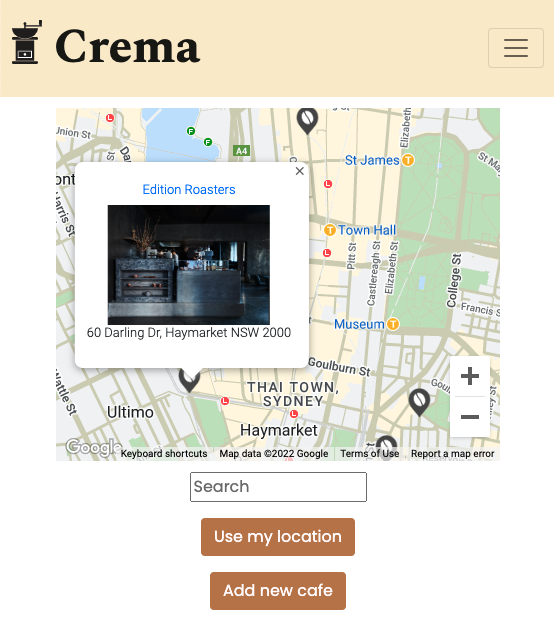 Crema
Union St
A4
St James
Elizabeth
Edition Roasters
Town Hall
Pitt St
Castlereagh St
Elizabeth St
College St
Harris St
60 Darling Dr, Haymarket NSW 2000
Museum
Francis
Goulburn St
Wattle St
THAI TOWN,
SYDNEY
Ultimo
Haymarket
Google
Keyboard shortcuts
Map data ©2022 Google
Terms of Use
Report a map error
Search
Use my location
Add new cafe